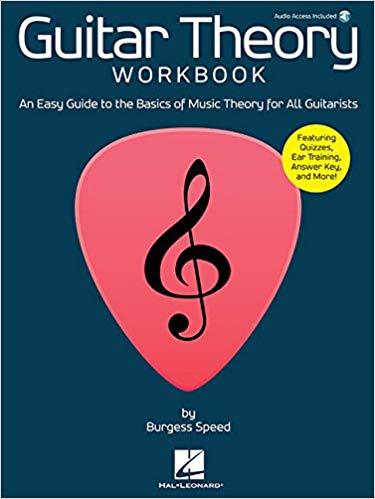 Audio Access Included
Guitar Theory
WORKBOOK
An Easy Guide to the Basics of Music Theory for All Guitarists
Featuring
Quizzes,
Ear Training,
Answer Key,
and More!
by
Burgess Speed
HAL•LEONARD®